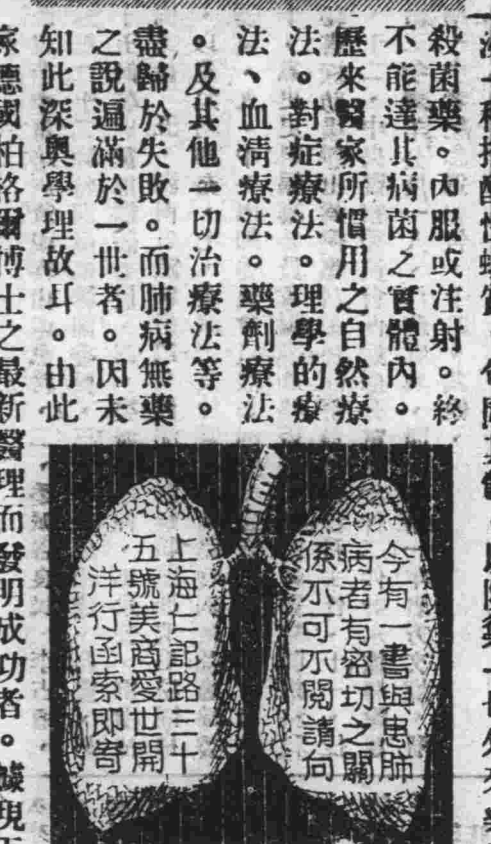 殺菌藥。內服或注射。終
不能達其病菌之實體內。
歷來醫家所慣用之自然療
法。對症療法。理學的療
法、血清療法。藥劑療法
。及其他一切治療法等。
盡歸於失敗。而肺病無藥
之說遍滿於一世者。因未
知此深奧學理故耳。由此
家德國柏格爾博士之最新醫理而發明成功者。據現
今有一書與患肺
病者有密切之關
係不可不閱請向
上海仁記路三十
五號美商愛世開
洋行函索即寄